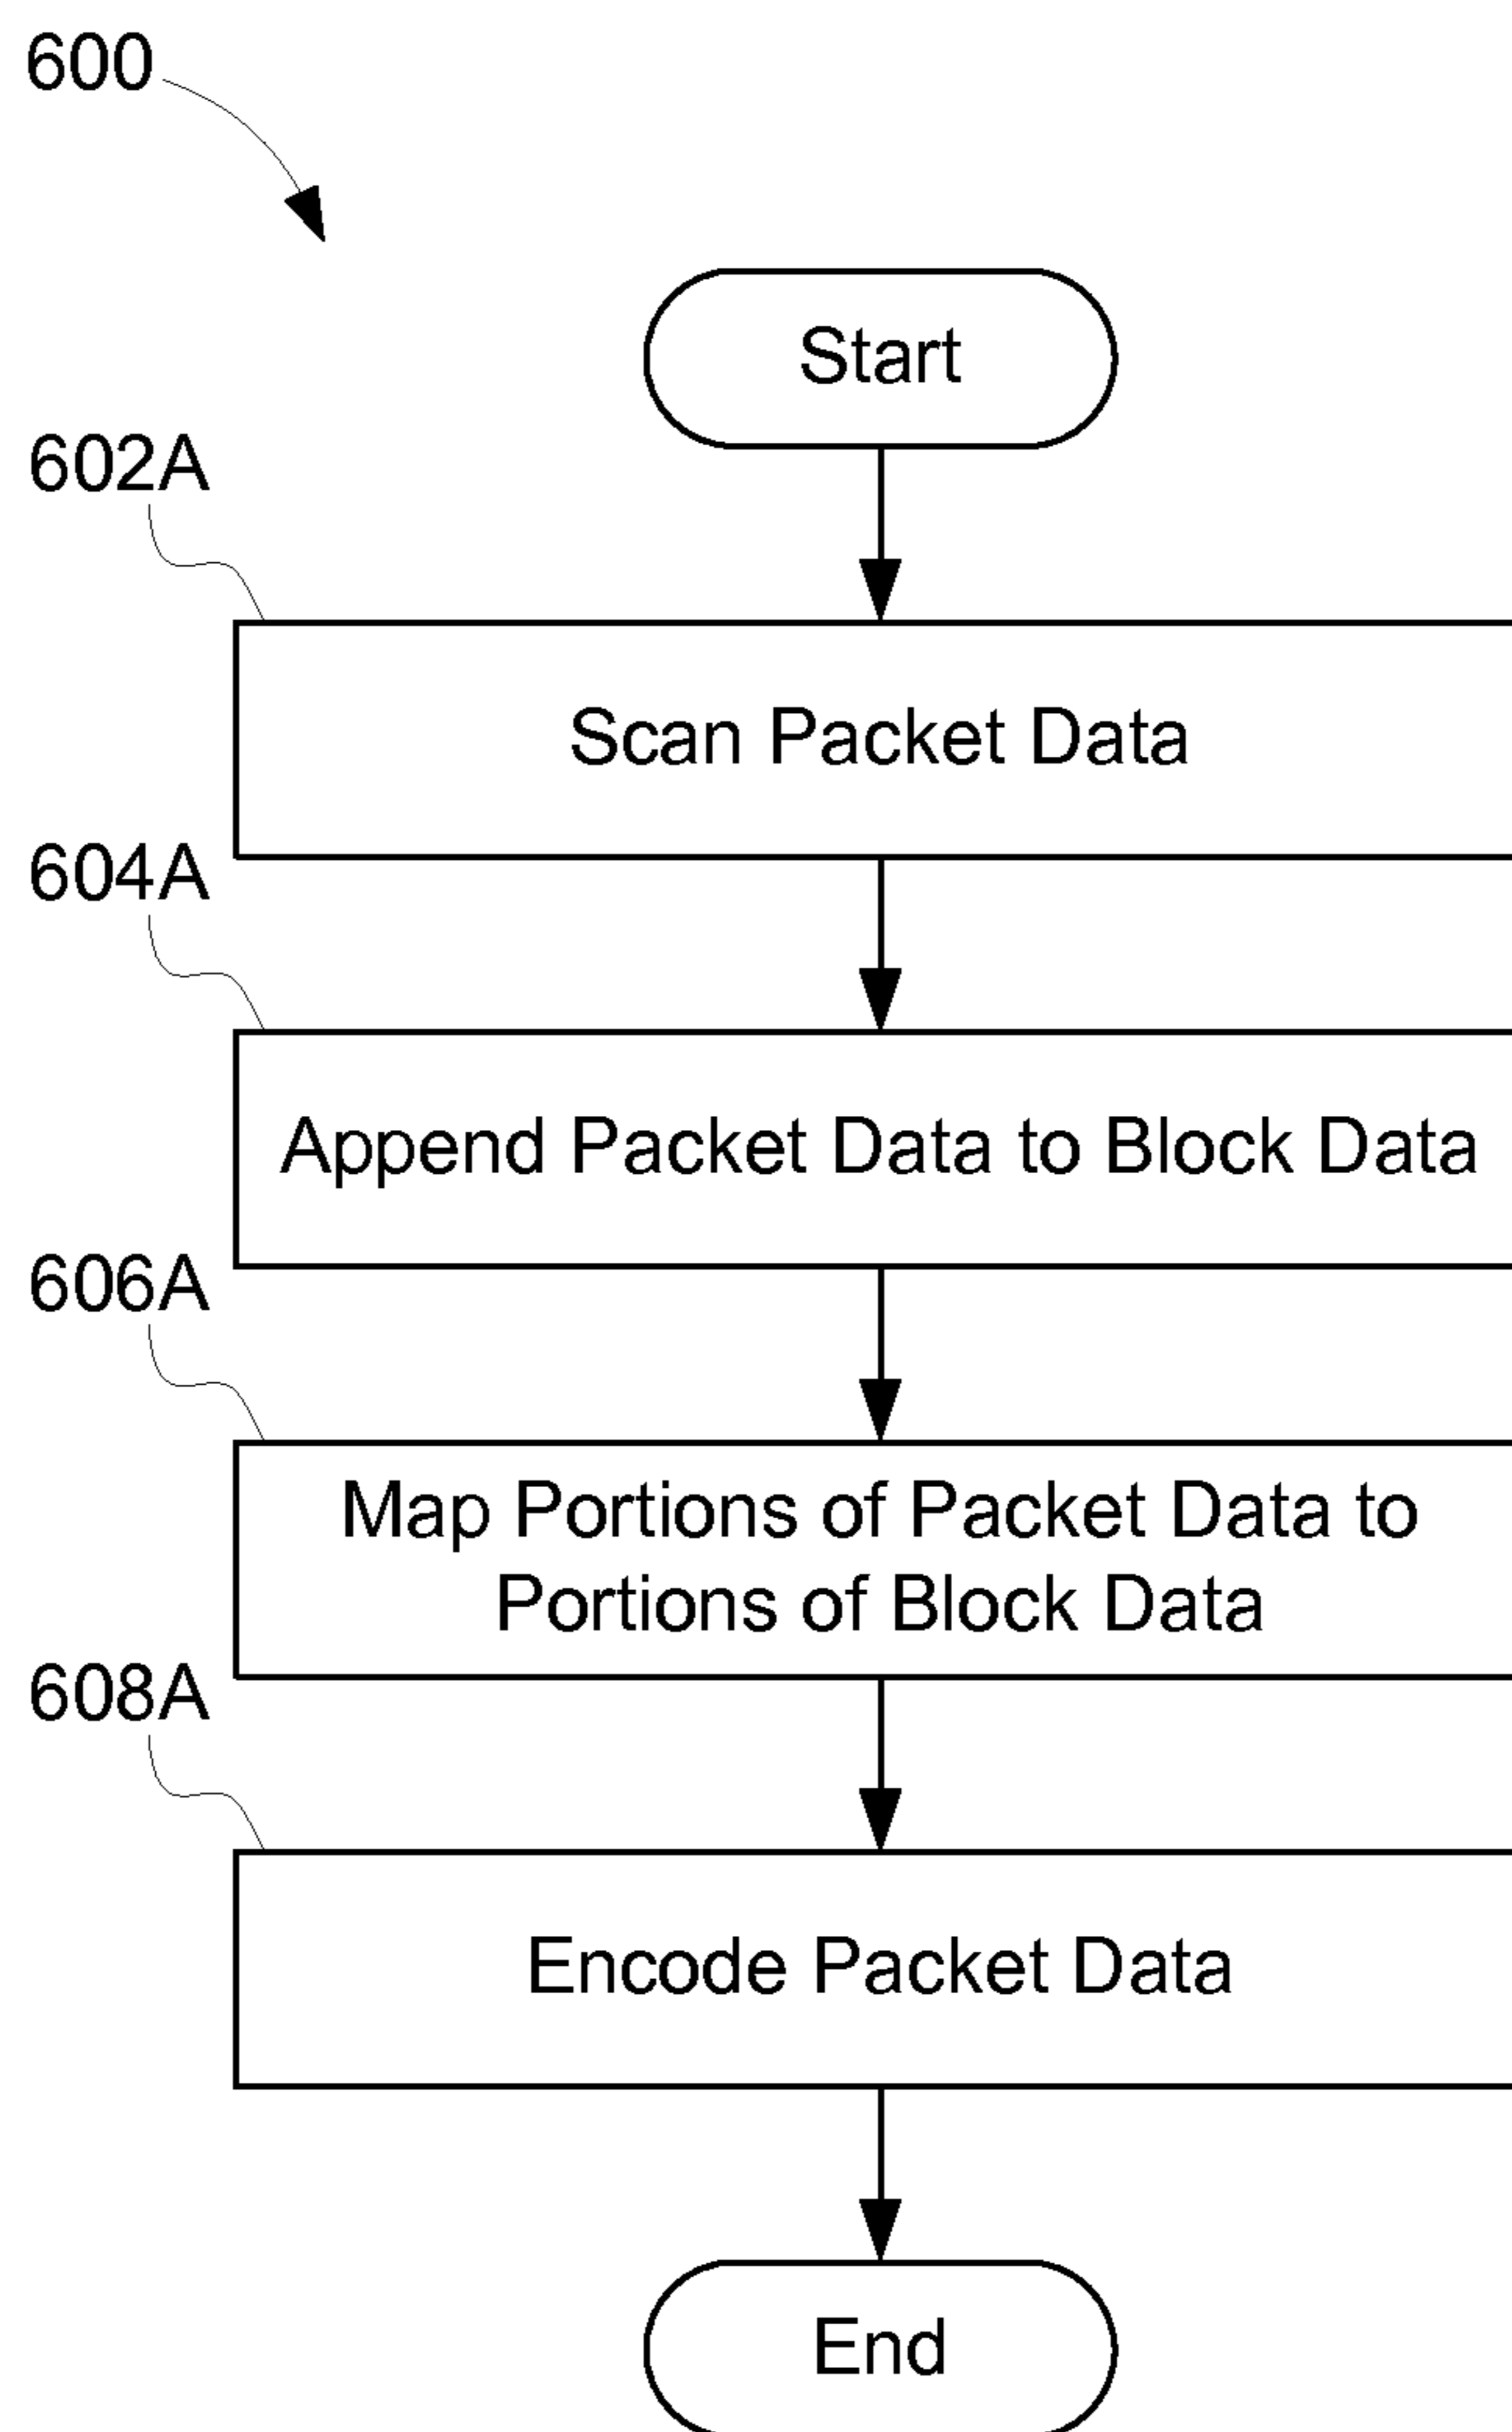 600
Start
602A
Scan Packet Data
604A
Append Packet Data to Block Data
606A
Map Portions of Packet Data to
Portions of Block Data
608A
Encode Packet Data
End